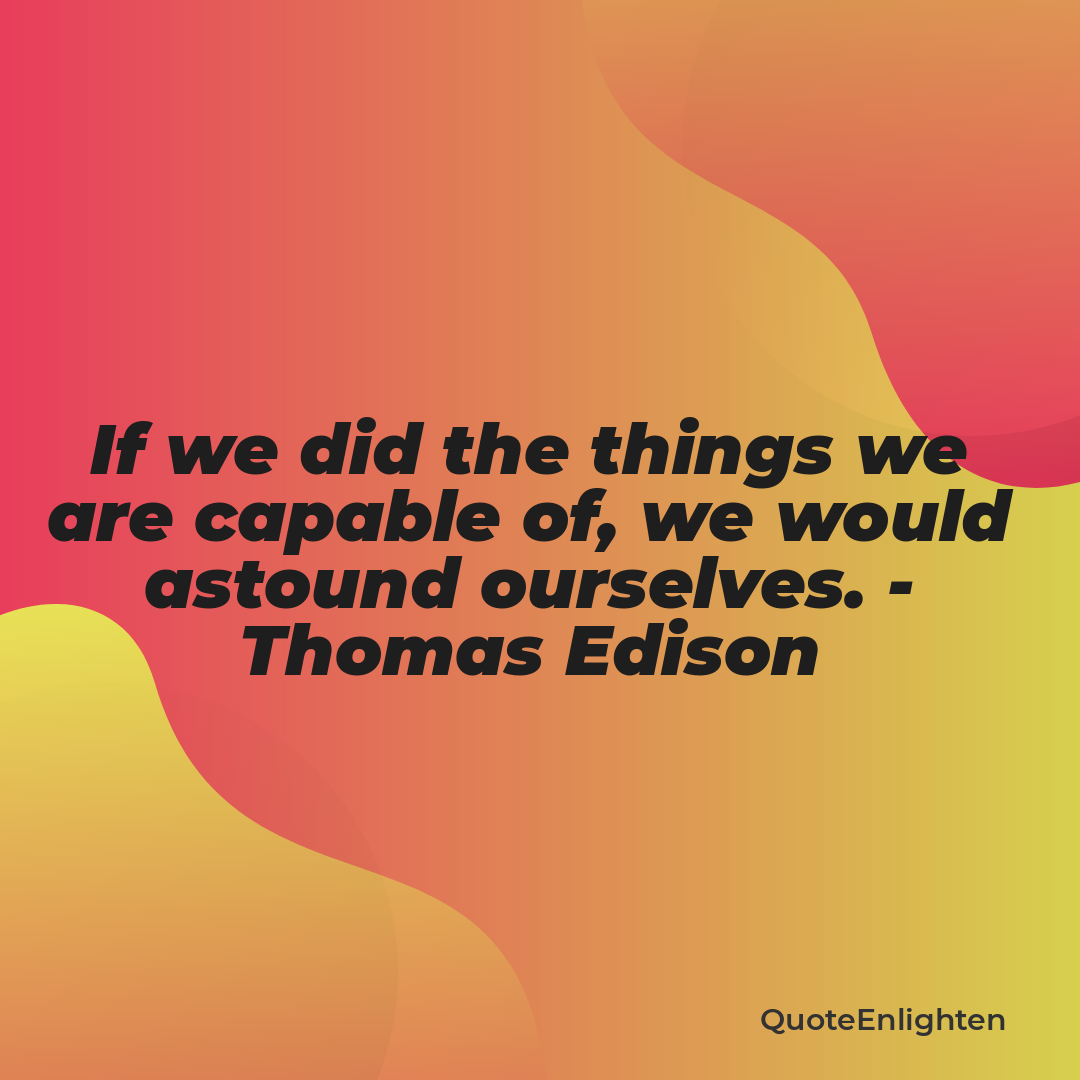 If we did the things we
are capable of, we would
astound ourselves. -
Thomas Edison
QuoteEnlighten